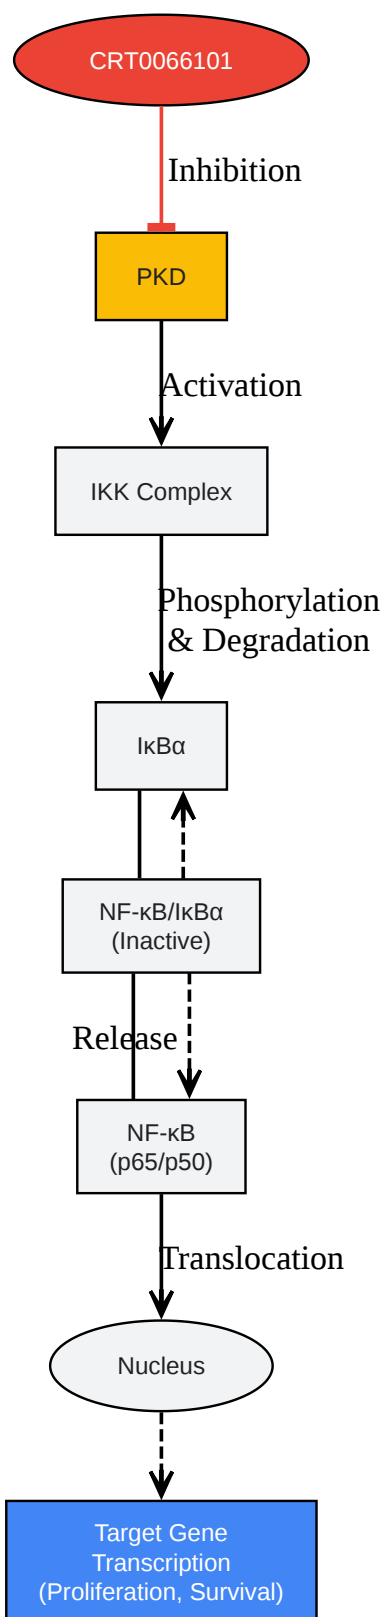 CRT0066101
Inhibition
PKD
Activation
IKK Complex
Phosphorylation
& Degradation
IκBα
NF-κB/IκBα
(Inactive)
Release
NF-κB
(p65/p50)
Translocation
Nucleus
Target Gene
Transcription
(Proliferation, Survival)